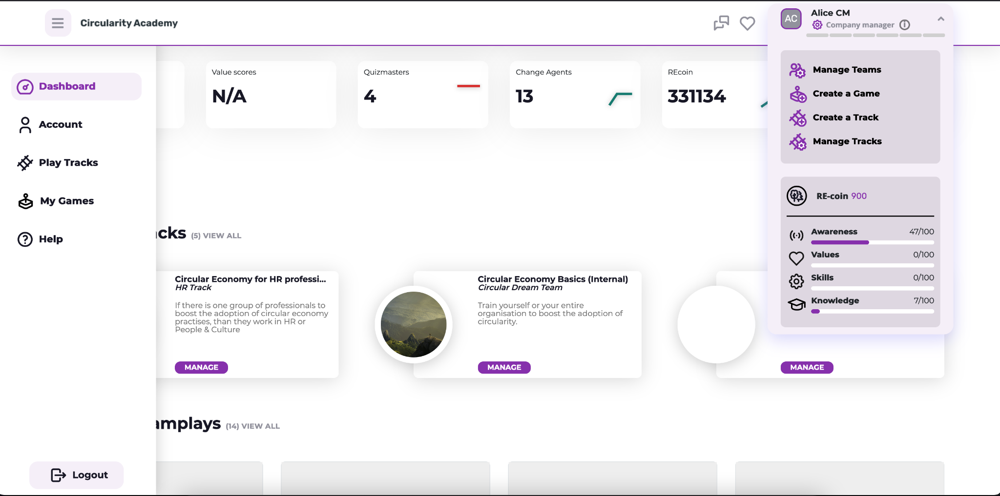 Circularity Academy
AC
Alice CM
Company manager
Dashboard
Account
Play Tracks
My Games
Help
Logout
Value scores
N/A
Quizmasters
4
Change Agents
13
REcoin
331134
Manage Teams
Create a Game
Create a Track
Manage Tracks
RE-coin 900
Awareness 47/100
Values 0/100
Skills 0/100
Knowledge 7/100
cks (5) VIEW ALL
Circular Economy for HR professi...
HR Track
If there is one group of professionals to
boost the adoption of circular economy
practises, than they work in HR or
People & Culture
MANAGE
Circular Economy Basics (Internal)
Circular Dream Team
Train yourself or your entire
organisation to boost the adoption of
circularity.
MANAGE
MANAGE
amplays (14) VIEW ALL